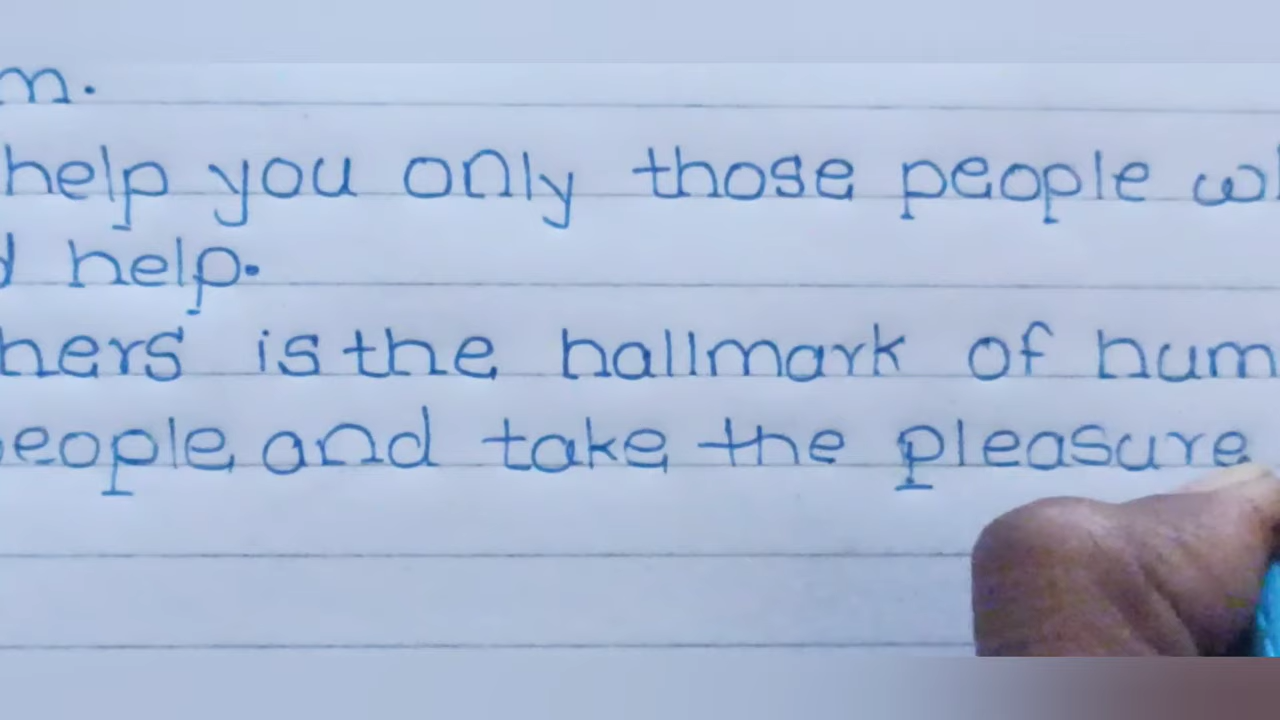 m.
help you only those people
help.
hers is the hallmark of hum
eople and take the pleasure